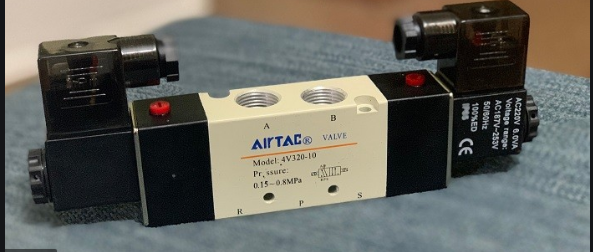 A B
AirTAC® VALVE
Model: 4V320-10
Pressure:
0.15~0.8MPa
R P S
AC220V 6.0VA
Voltage range:
AC187V~253V
50/60Hz
100%ED
IP65
CE